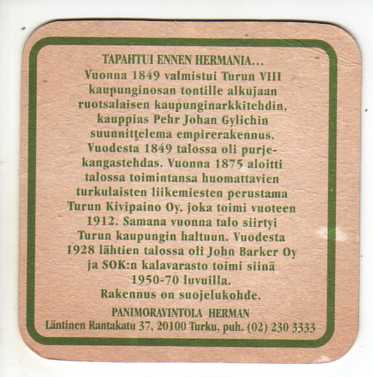 TAPAHTUI ENNEN HERMANIA...
Vuonna 1849 valmistui Turun VIII
kaupunginosan tontille alkujaan
ruotsalaisen kaupunginarkkitehdin,
kauppias Pehr Johan Gylichin
suunnittelema empirerakennus.
Vuodesta 1849 talossa oli purje-
kangastehdas. Vuonna 1875 aloitti
talossa toimintansa huomattavien
turkulaisten liikemiesten perustama
Turun Kivipaino Oy, joka toimi vuoteen
1912. Samana vuonna talo siirtyi
Turun kaupungin haltuun. Vuodesta
1928 lähtien talossa oli John Barker Oy
ja SOK:n kalavarasto toimi siinä
1950-70 luvuilla.
Rakennus on suojelukohde.
PANIMORAVINTOLA HERMAN
Läntinen Rantakatu 37, 20100 Turku, puh. (02) 230 3333